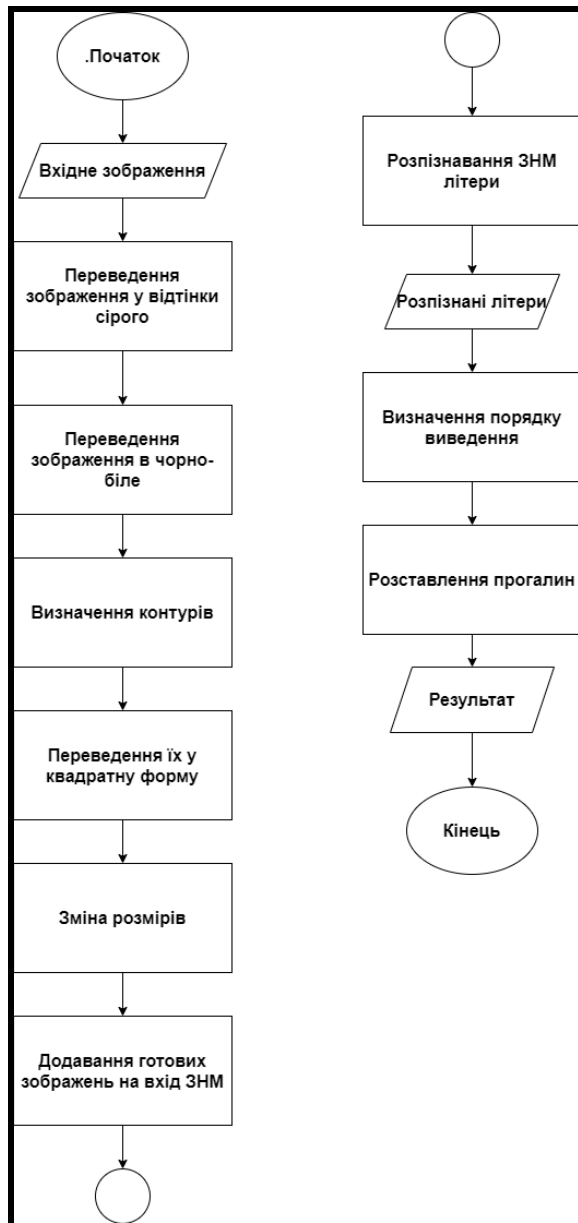 .Початок
Вхідне зображення
Переведення
зображення у відтінки
сірого
Переведення
зображення в чорно-
біле
Визначення контурів
Переведення їх у
квадратну форму
Зміна розмірів
Додавання готових
зображень на вхід ЗНМ
Розпізнавання ЗНМ
літери
Розпізнані літери
Визначення порядку
виведення
Розставлення прогалин
Результат
Кінець